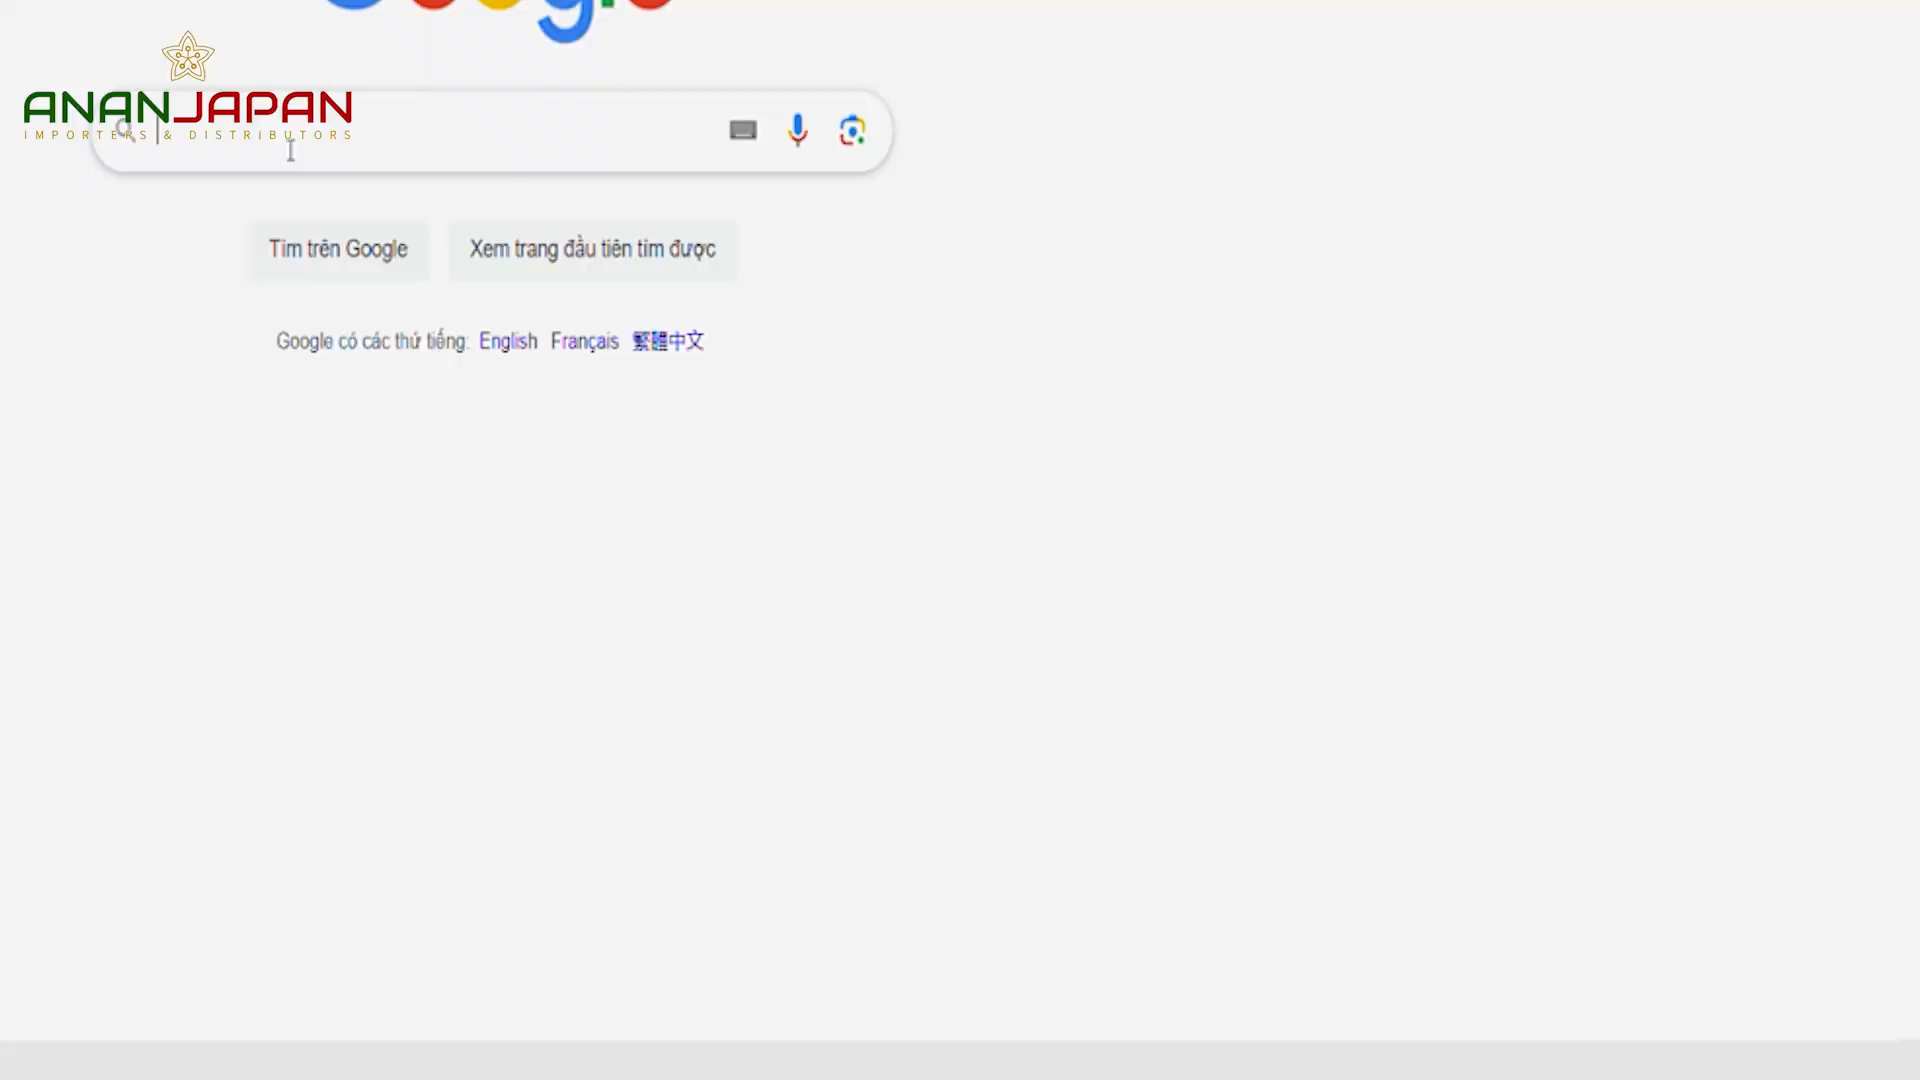 Google
ANANJAPAN
IMPORTERS & DISTRIBUTORS
Tìm trên Google
Xem trang đầu tiên tìm được
Google có các thứ tiếng: English Français 繁體中文